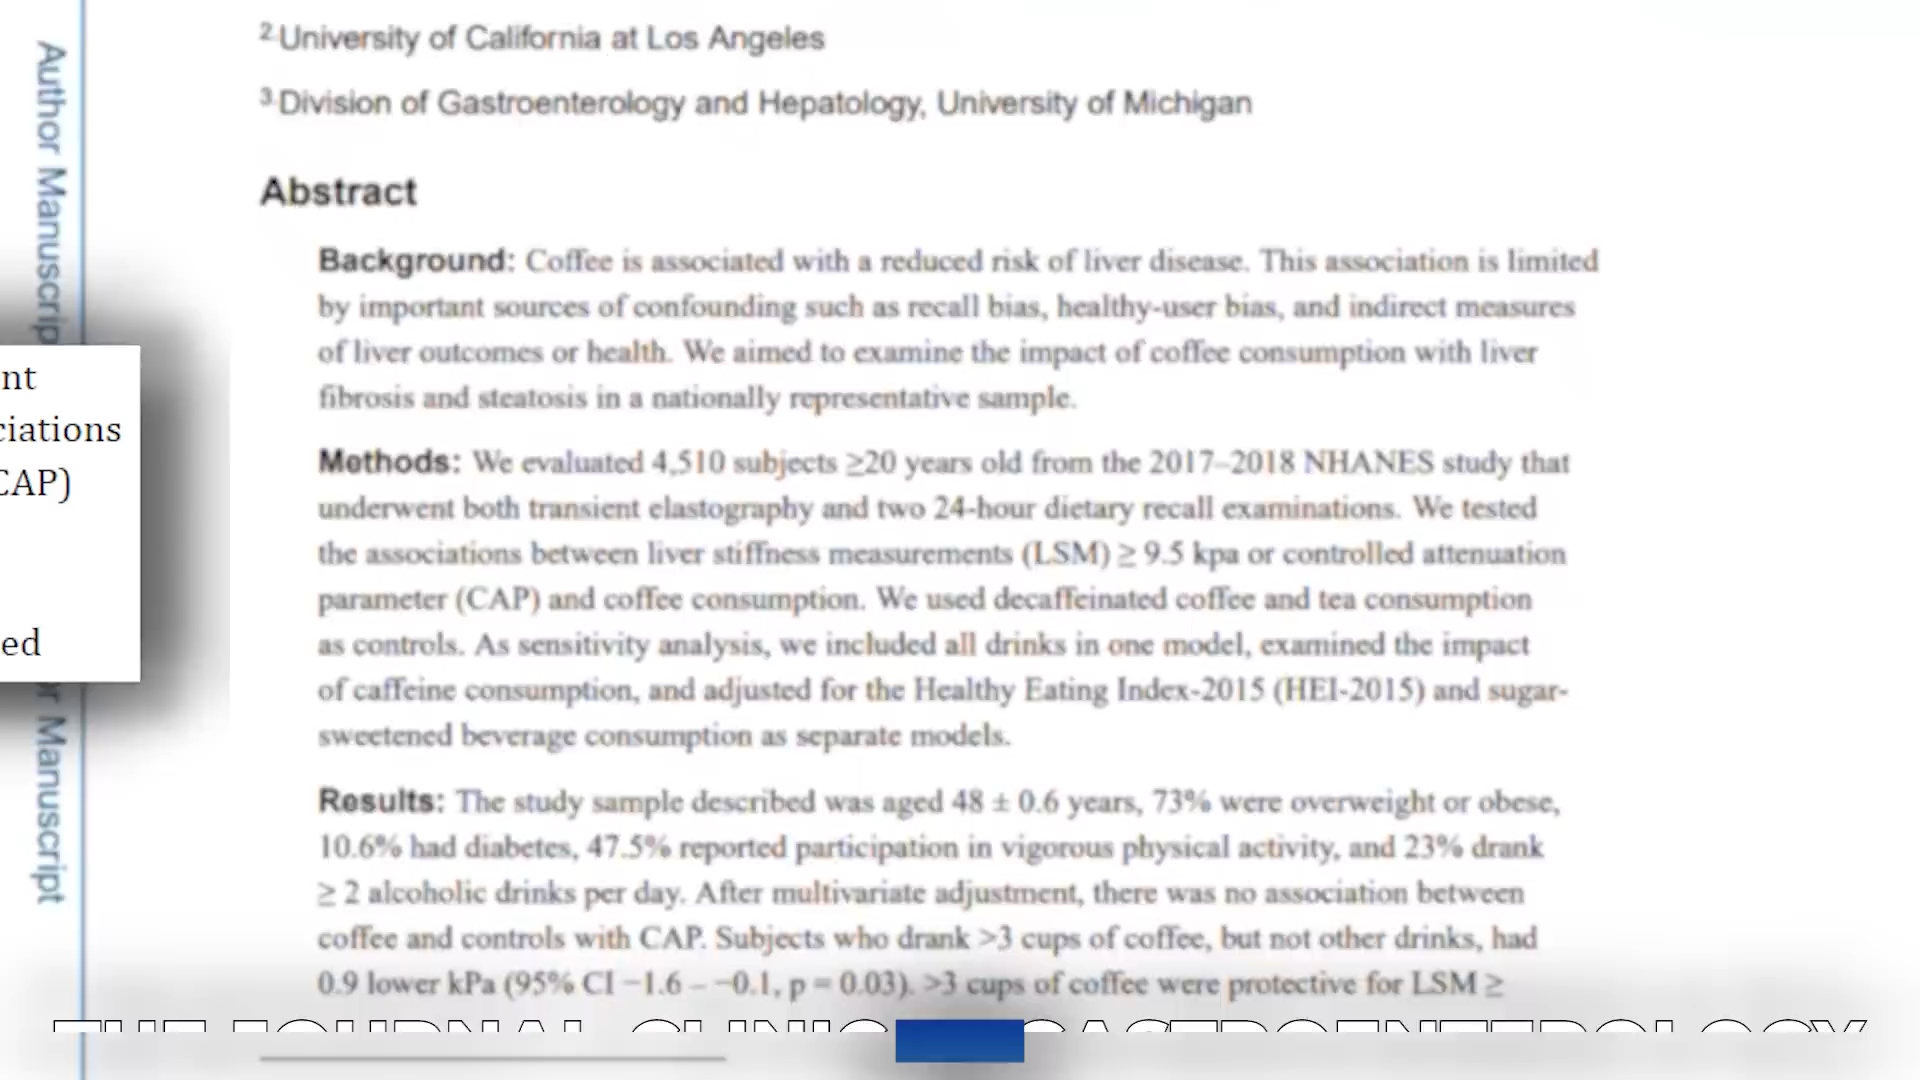 ² University of California at Los Angeles
³ Division of Gastroenterology and Hepatology, University of Michigan
Abstract
Background: Coffee is associated with a reduced risk of liver disease. This association is limited
by important sources of confounding such as recall bias, healthy-user bias, and indirect measures
of liver outcomes or health. We aimed to examine the impact of coffee consumption with liver
fibrosis and steatosis in a nationally representative sample.
Methods: We evaluated 4,510 subjects ≥20 years old from the 2017–2018 NHANES study that
underwent both transient elastography and two 24-hour dietary recall examinations. We tested
the associations between liver stiffness measurements (LSM) ≥ 9.5 kpa or controlled attenuation
parameter (CAP) and coffee consumption. We used decaffeinated coffee and tea consumption
as controls. As sensitivity analysis, we included all drinks in one model, examined the impact
of caffeine consumption, and adjusted for the Healthy Eating Index-2015 (HEI-2015) and sugar-
sweetened beverage consumption as separate models.
Results: The study sample described was aged 48 ± 0.6 years, 73% were overweight or obese,
10.6% had diabetes, 47.5% reported participation in vigorous physical activity, and 23% drank
≥ 2 alcoholic drinks per day. After multivariate adjustment, there was no association between
coffee and controls with CAP. Subjects who drank >3 cups of coffee, but not other drinks, had
0.9 lower kPa (95% CI −1.6 – −0.1, p = 0.03). >3 cups of coffee were protective for LSM ≥
Author Manuscrip
r Manuscript
nt
ciations
CAP)
ed
THE JOURNAL CLINIC GASTROENTEROLOGY